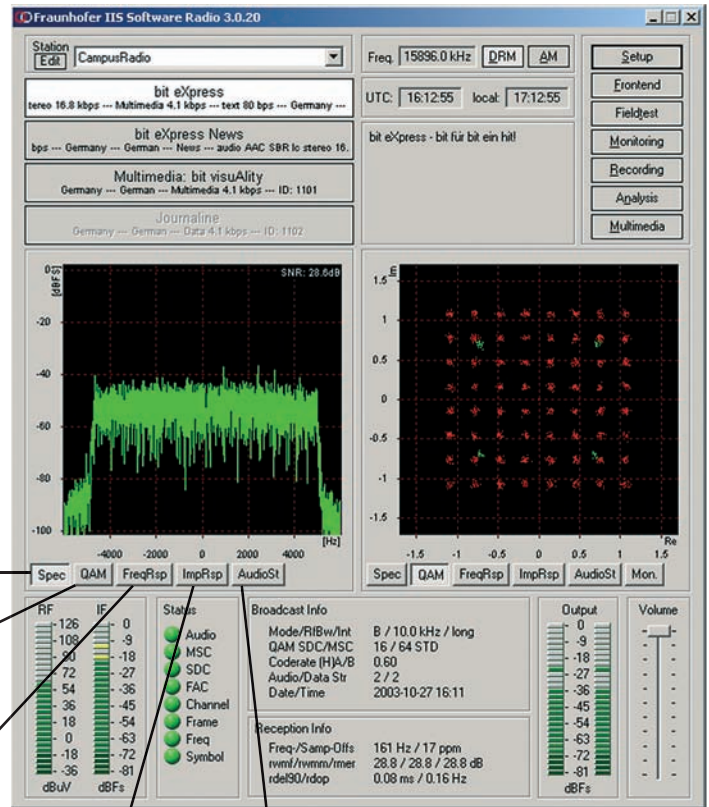 Fraunhofer IIS Software Radio 3.0.20
Station
Edit CampusRadio
Freq. 15896.0 kHz DRM AM
UTC: 16:12:55 local: 17:12:55
bit eXpress
tereo 16.8 kbps --- Multimedia 4.1 kbps --- text 80 bps --- Germany ---
bit eXpress News
bps --- Germany --- German --- News --- audio AAC SBR lc stereo 16.
Multimedia: bit visuAlity
Germany --- German --- Multimedia 4.1 kbps --- ID: 1101
Journaline
Germany --- German --- Data 4.1 kbps --- ID: 1102
bit eXpress - bit für bit ein hit!
Setup
Frontend
Fieldtest
Monitoring
Recording
Analysis
Multimedia
0
[dBFS]
SNR: 28.6dB
-20
-40
-60
-80
-100
-4000 -2000 0 2000 4000 [Hz]
Im
1.5
1
0.5
0
-0.5
-1
-1.5
-1.5 -1 -0.5 0 0.5 1 1.5
Re
Spec QAM FreqRsp ImpRsp AudioSt
Spec QAM FreqRsp ImpRsp AudioSt Mon.
RF IF
126 0
108 -9
90 -18
72 -27
54 -36
36 -45
18 -54
0 -63
-18 -72
-36 -81
dBuV dBFs
Status
Audio
MSC
SDC
FAC
Channel
Frame
Freq
Symbol
Broadcast Info
Mode/RfBw/Int B / 10.0 kHz / long
QAM SDC/MSC 16 / 64 STD
Coderate (H)A/B 0.60
Audio/Data Str 2 / 2
Date/Time 2003-10-27 16:11
Reception Info
Freq-/Samp-Offs 161 Hz / 17 ppm
rwmf/rwmm/rmer 28.8 / 28.8 / 28.8 dB
rdel90/rdop 0.08 ms / 0.16 Hz
Output
0
-9
-18
-27
-36
-45
-54
-63
-72
-81
dBFs
Volume